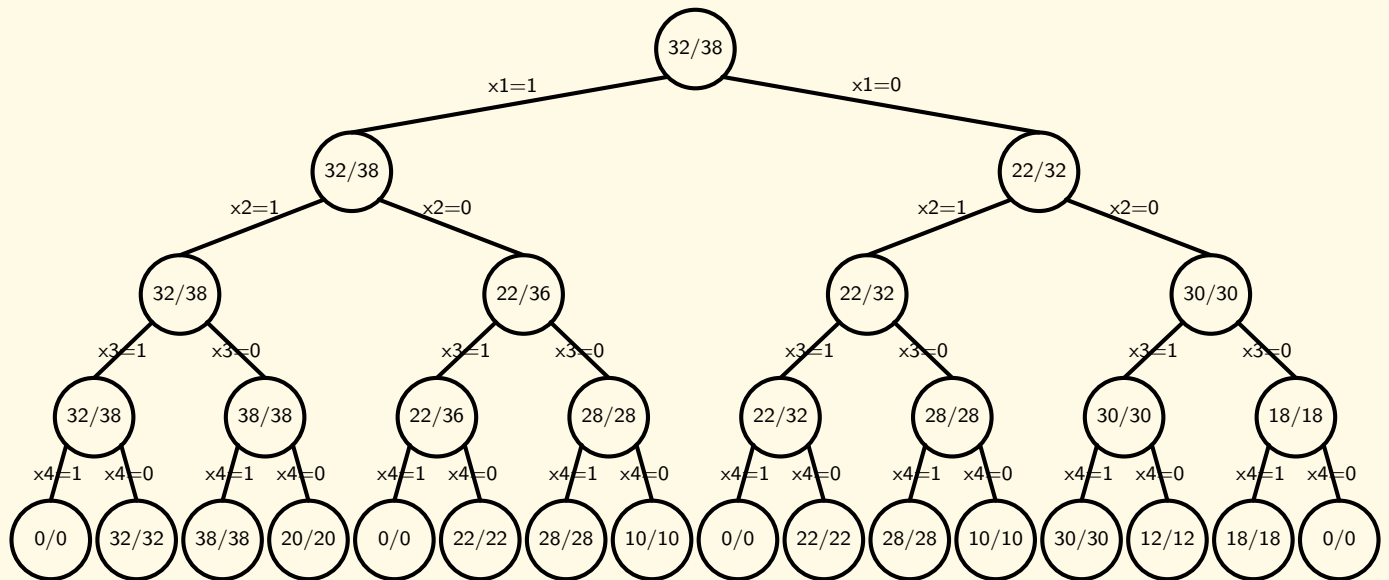 32/38
x1=1 x1=0
32/38 22/32
x2=1 x2=0 x2=1 x2=0
32/38 22/36 22/32 30/30
x3=1 x3=0 x3=1 x3=0 x3=1 x3=0 x3=1 x3=0
32/38 38/38 22/36 28/28 22/32 28/28 30/30 18/18
x4=1 x4=0 x4=1 x4=0 x4=1 x4=0 x4=1 x4=0 x4=1 x4=0 x4=1 x4=0 x4=1 x4=0 x4=1 x4=0
0/0 32/32 38/38 20/20 0/0 22/22 28/28 10/10 0/0 22/22 28/28 10/10 30/30 12/12 18/18 0/0